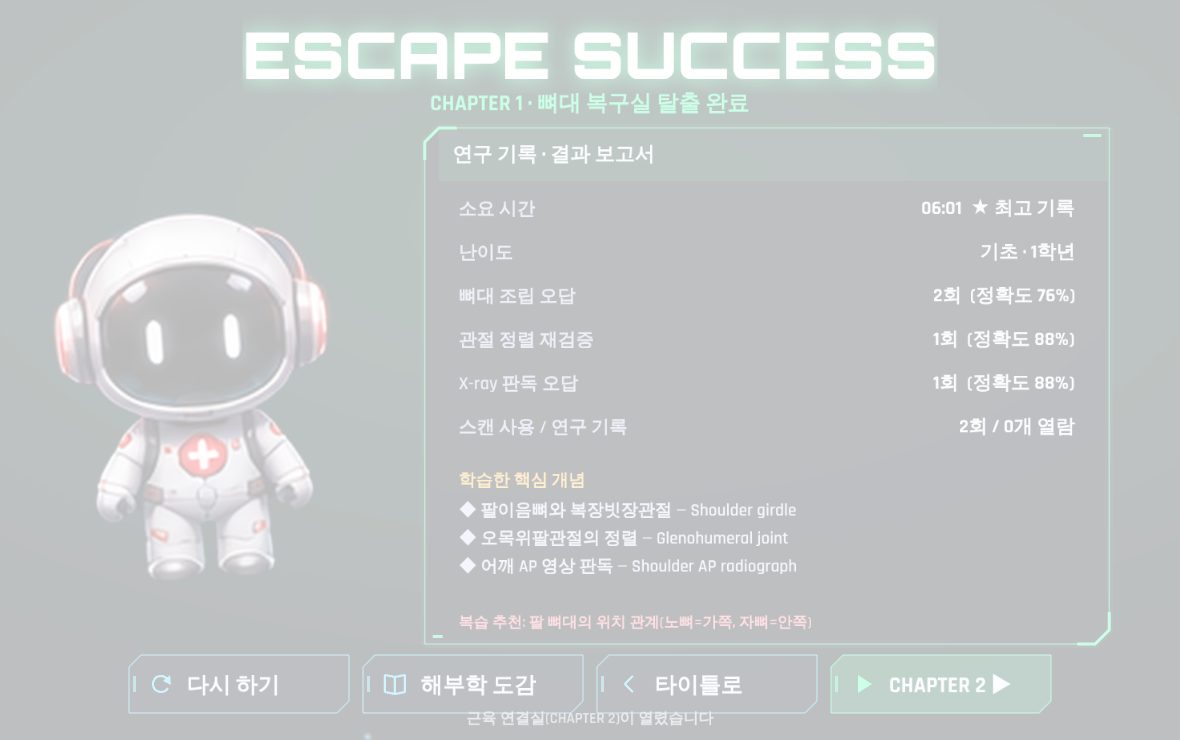 ESCAPE SUCCESS
CHAPTER 1 · 뼈대 복구실 탈출 완료
연구 기록 · 결과 보고서
소요 시간 06:01 ★ 최고 기록
난이도 기초 · 1학년
뼈대 조립 오답 2회 (정확도 76%)
관절 정렬 재검증 1회 (정확도 88%)
X-ray 판독 오답 1회 (정확도 88%)
스캔 사용 / 연구 기록 2회 / 0개 열람
학습한 핵심 개념
◆ 팔이음뼈와 복장빗장관절 – Shoulder girdle
◆ 오목위팔관절의 정렬 – Glenohumeral joint
◆ 어깨 AP 영상 판독 – Shoulder AP radiograph
복습 추천: 팔 뼈대의 위치 관계(노뼈=가쪽, 자뼈=안쪽)
다시 하기 해부학 도감 타이틀로 CHAPTER 2 ▶
근육 연결실(CHAPTER 2)이 열렸습니다